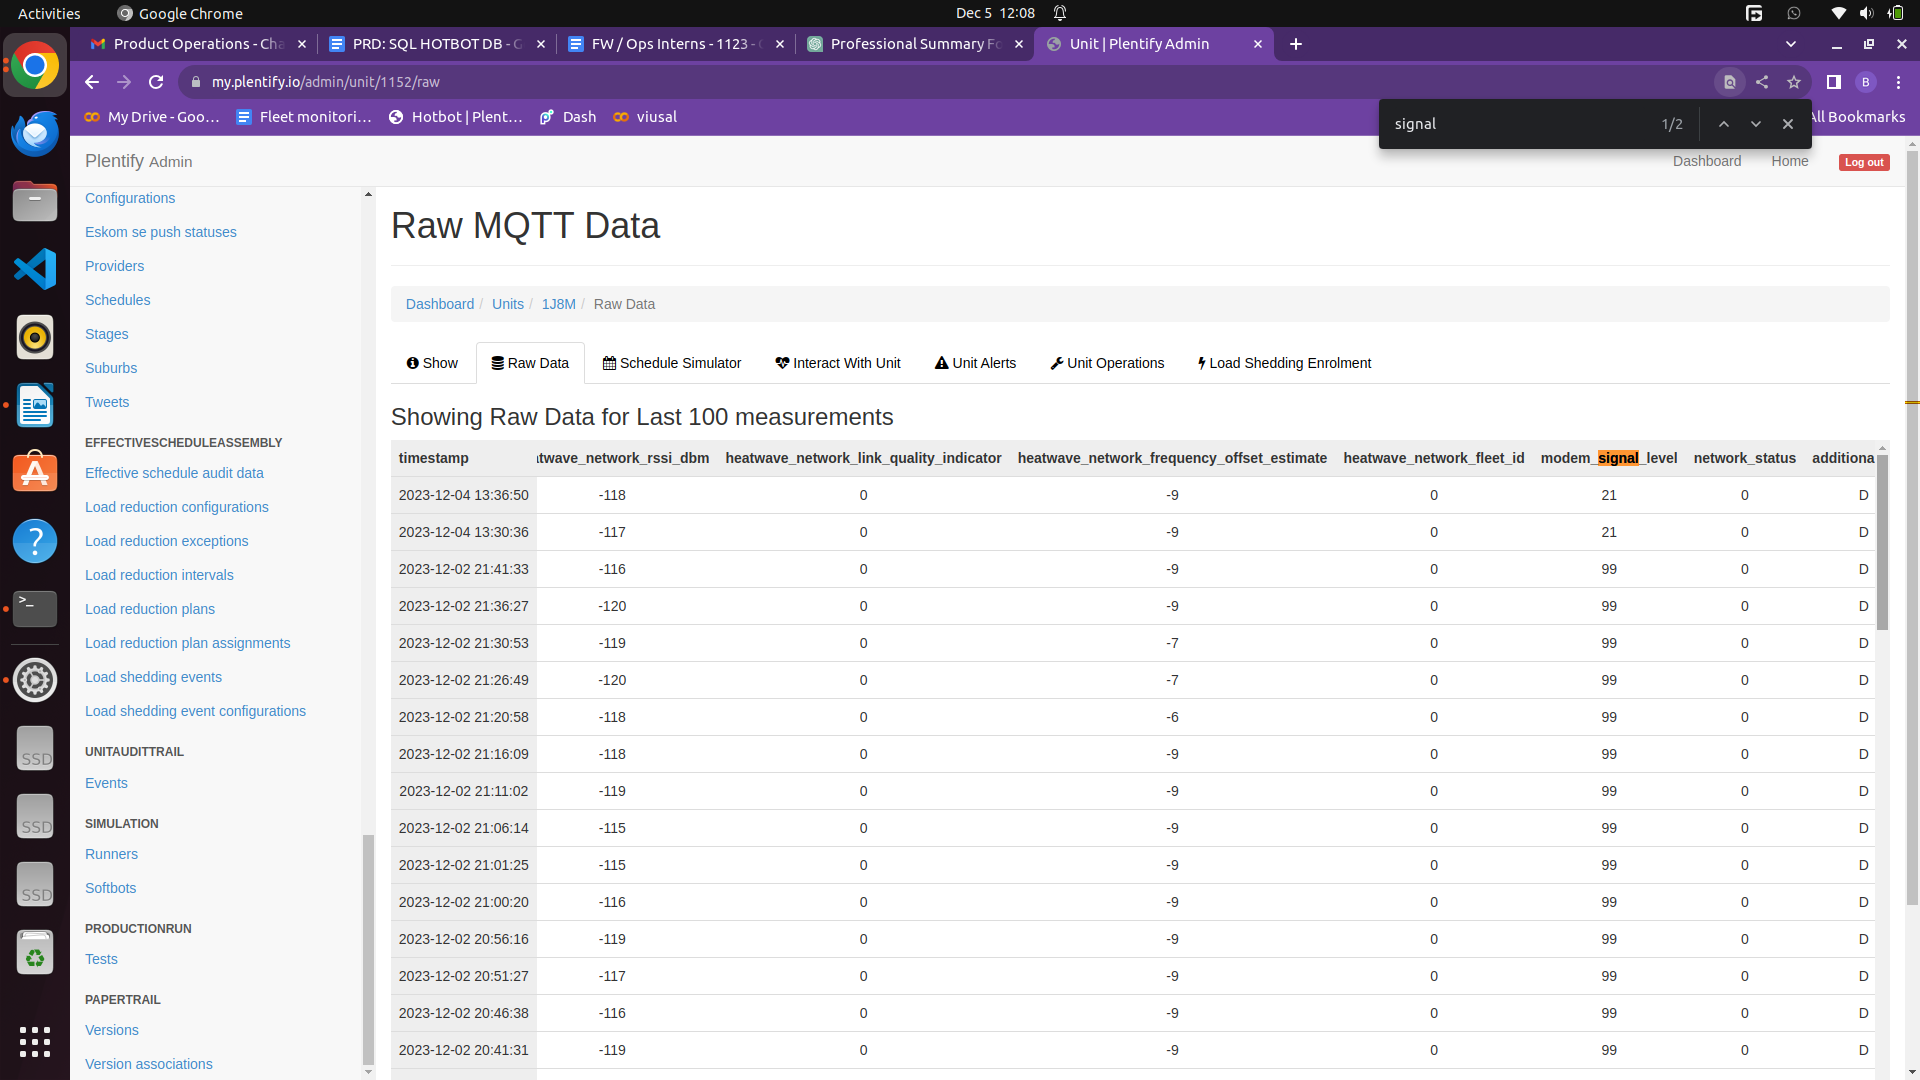 Activities
Google Chrome
Dec 5 12:08
Product Operations - Cha
PRD: SQL HOTBOT DB - G
FW / Ops Interns - 1123 -
Professional Summary Fo
Unit | Plentify Admin
my.plentify.io/admin/unit/1152/raw
B
My Drive - Goo...
Fleet monitori...
Hotbot | Plent...
Dash
viusal
All Bookmarks
signal
1/2
Plentify Admin
Dashboard
Home
Log out
Configurations
Eskom se push statuses
Providers
Schedules
Stages
Suburbs
Tweets
EFFECTIVESCHEDULEASSEMBLY
Effective schedule audit data
Load reduction configurations
Load reduction exceptions
Load reduction intervals
Load reduction plans
Load reduction plan assignments
Load shedding events
Load shedding event configurations
UNITAUDITTRAIL
Events
SIMULATION
Runners
Softbots
PRODUCTIONRUN
Tests
PAPERTRAIL
Versions
Version associations
SSD
SSD
SSD
Raw MQTT Data
Dashboard / Units / 1J8M / Raw Data
Show
Raw Data
Schedule Simulator
Interact With Unit
Unit Alerts
Unit Operations
Load Shedding Enrolment
Showing Raw Data for Last 100 measurements
timestamp atwave_network_rssi_dbm heatwave_network_link_quality_indicator heatwave_network_frequency_offset_estimate heatwave_network_fleet_id modem_signal_level network_status additiona
2023-12-04 13:36:50 -118 0 -9 0 21 0 D
2023-12-04 13:30:36 -117 0 -9 0 21 0 D
2023-12-02 21:41:33 -116 0 -9 0 99 0 D
2023-12-02 21:36:27 -120 0 -9 0 99 0 D
2023-12-02 21:30:53 -119 0 -7 0 99 0 D
2023-12-02 21:26:49 -120 0 -7 0 99 0 D
2023-12-02 21:20:58 -118 0 -6 0 99 0 D
2023-12-02 21:16:09 -118 0 -9 0 99 0 D
2023-12-02 21:11:02 -119 0 -9 0 99 0 D
2023-12-02 21:06:14 -115 0 -9 0 99 0 D
2023-12-02 21:01:25 -115 0 -9 0 99 0 D
2023-12-02 21:00:20 -116 0 -9 0 99 0 D
2023-12-02 20:56:16 -119 0 -9 0 99 0 D
2023-12-02 20:51:27 -117 0 -9 0 99 0 D
2023-12-02 20:46:38 -116 0 -9 0 99 0 D
2023-12-02 20:41:31 -119 0 -9 0 99 0 D